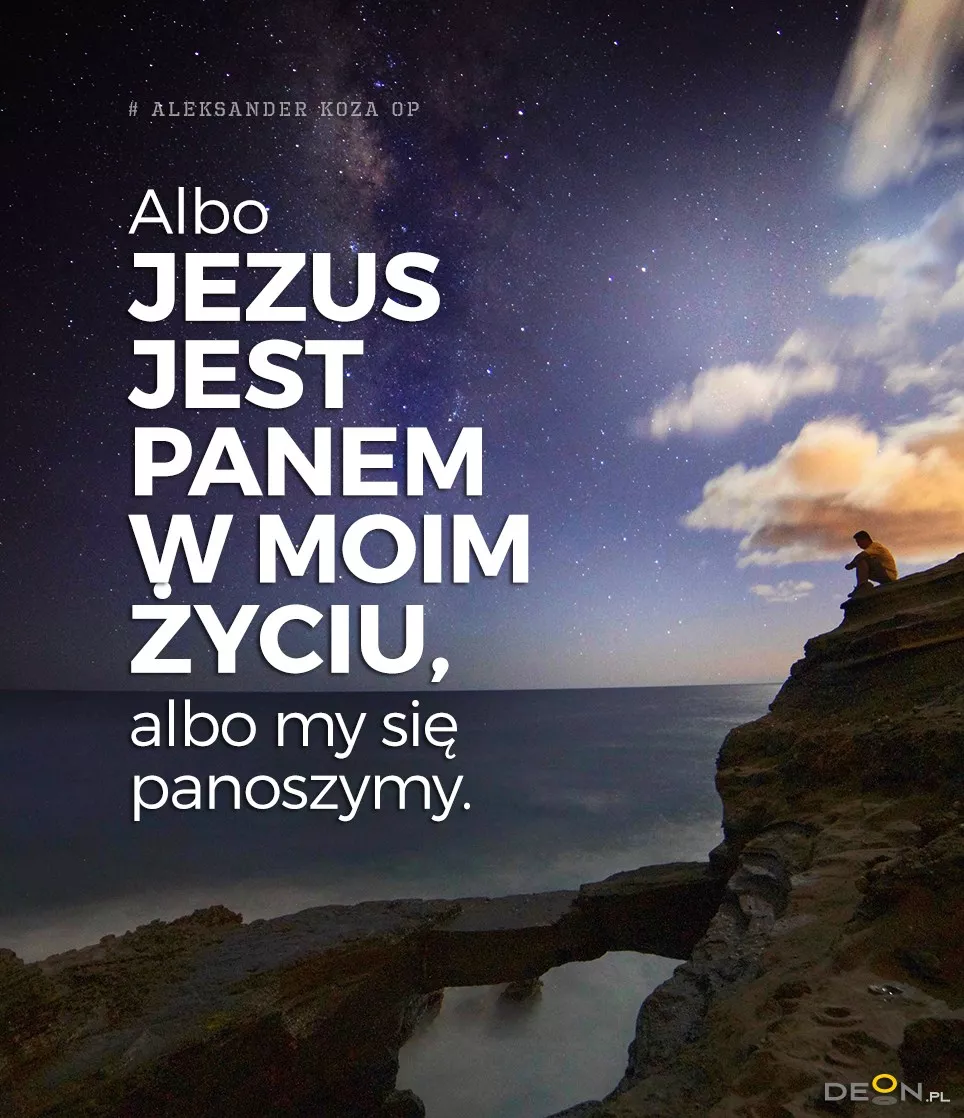 # ALEKSANDER KOZA OP
Albo
JEZUS
JEST
PANEM
W MOIM
ŻYCIU,
albo my się
panoszymy.
DEON.PL